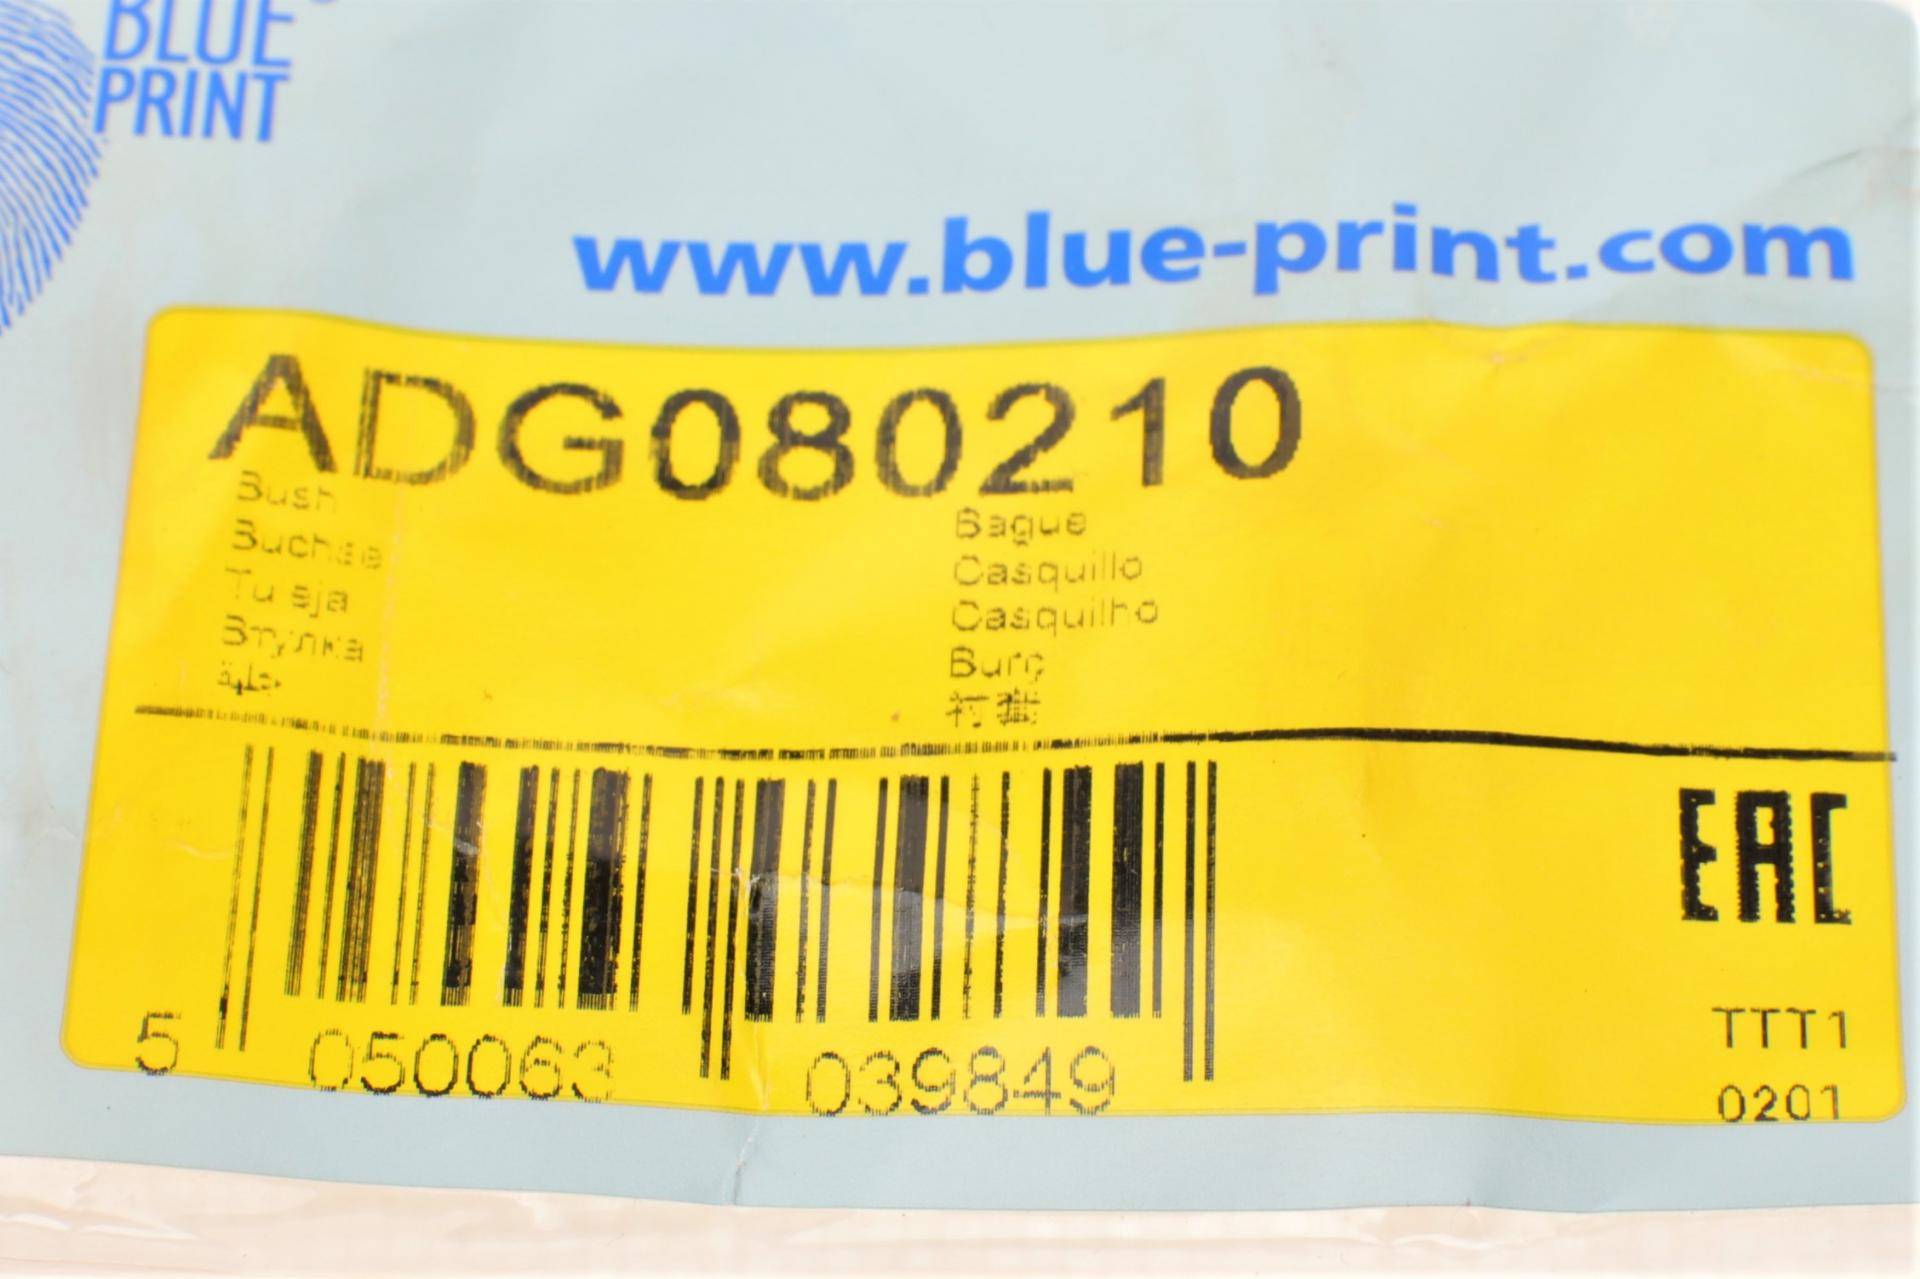 BLUE
PRINT
www.blue-print.com
ADG080210
Bush
Buchse
Втулка
Bague
Casquillo
Casquilho
Burç
衬套
EAC
5 050063 039849
TTT1
0201